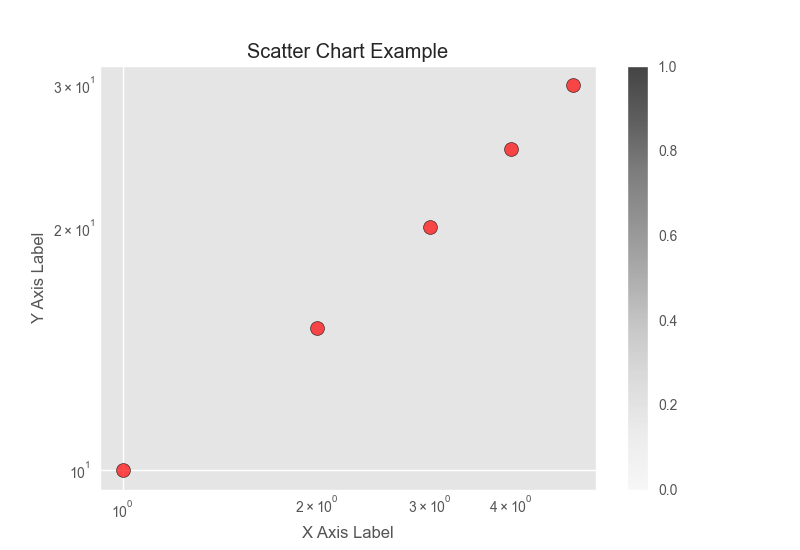 Scatter Chart Example
3 × 10¹
2 × 10¹
10¹
Y Axis Label
10⁰
2 × 10⁰
3 × 10⁰
4 × 10⁰
X Axis Label
1.0
0.8
0.6
0.4
0.2
0.0